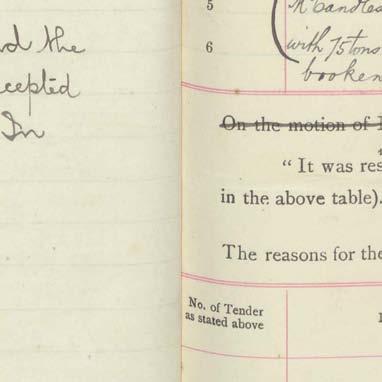 d the
cepted
In
5
McCandles
6
with 75 tons
booken
On the motion of
"It was res
in the above table).
The reasons for the
No. of Tender
as stated above